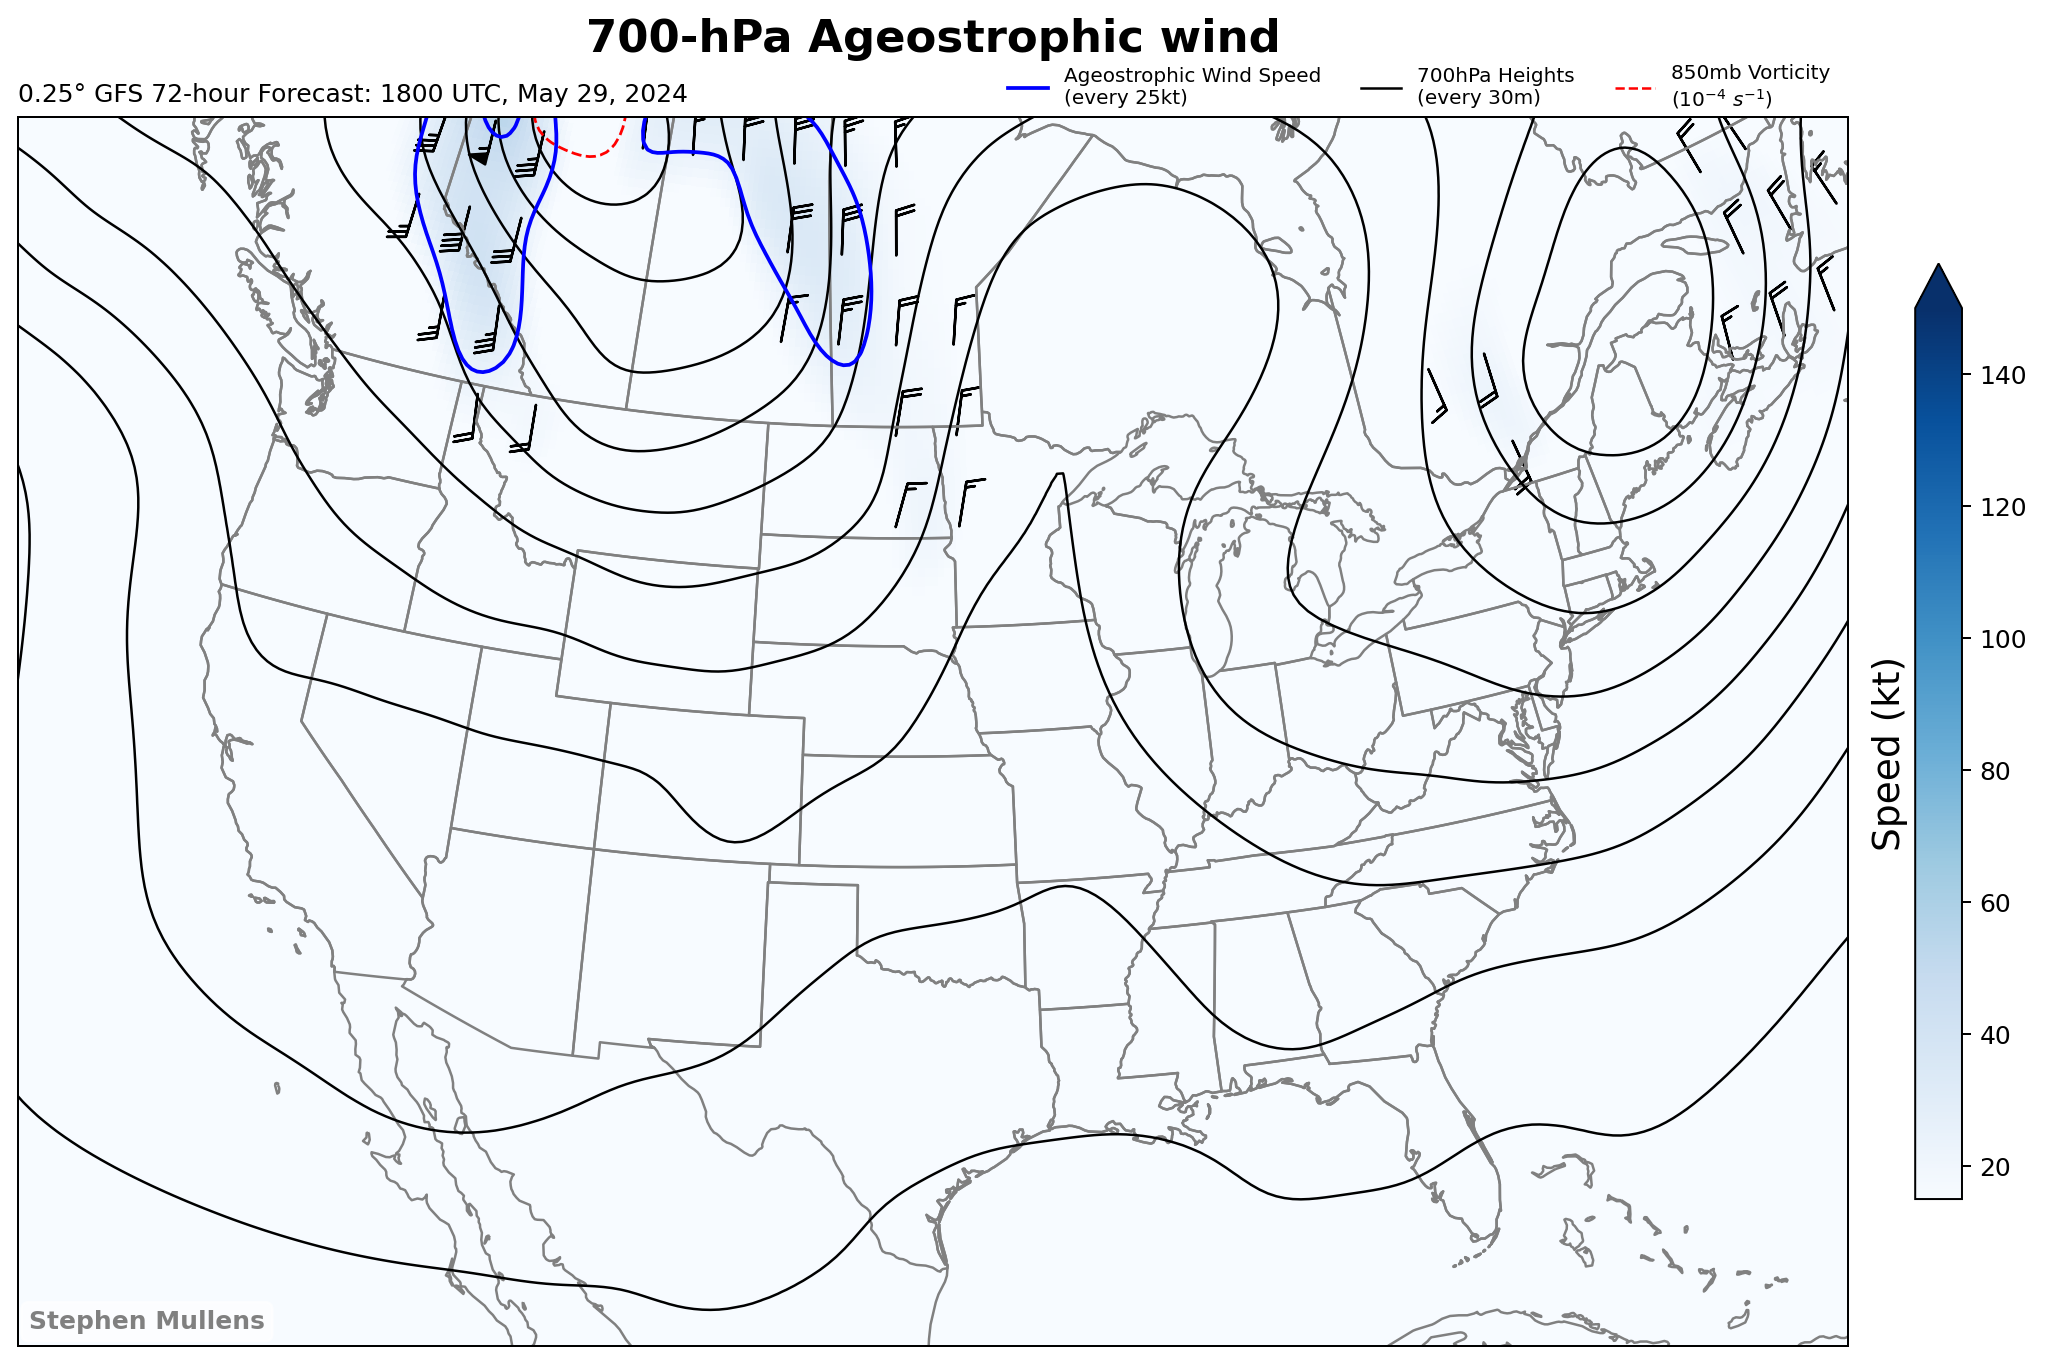 700-hPa Ageostrophic wind
0.25° GFS 72-hour Forecast: 1800 UTC, May 29, 2024
Ageostrophic Wind Speed
(every 25kt)
700hPa Heights
(every 30m)
850mb Vorticity
(10⁻⁴ s⁻¹)
140
120
100
80
60
40
20
Speed (kt)
Stephen Mullens